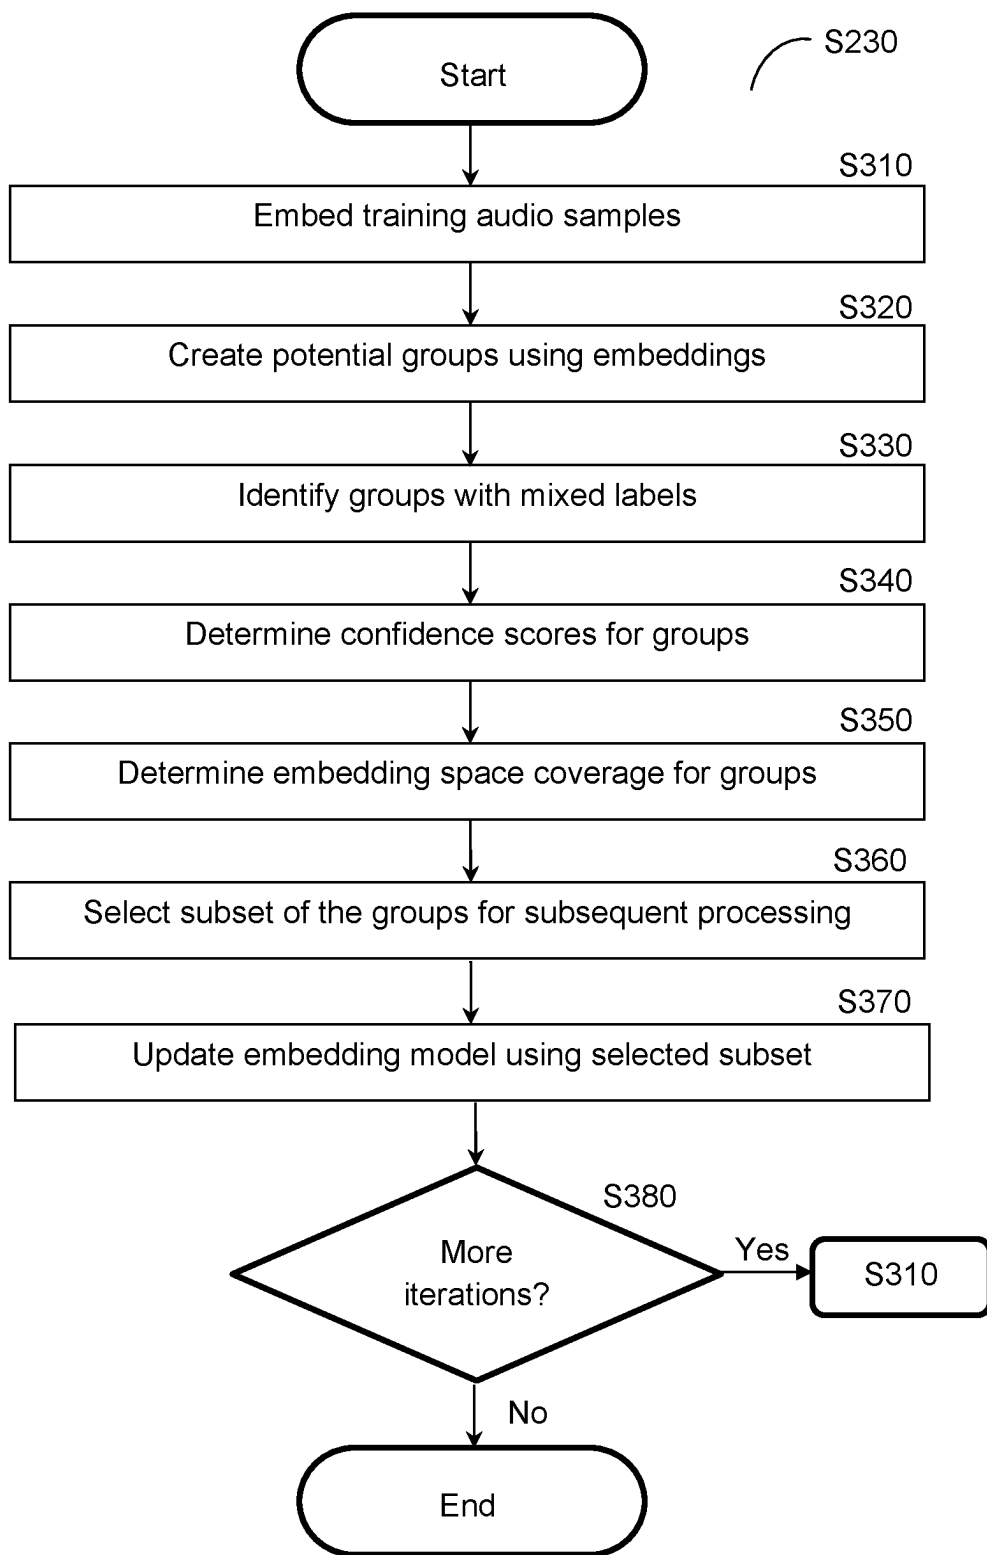 Start
S230
S310
Embed training audio samples
S320
Create potential groups using embeddings
S330
Identify groups with mixed labels
S340
Determine confidence scores for groups
S350
Determine embedding space coverage for groups
S360
Select subset of the groups for subsequent processing
S370
Update embedding model using selected subset
S380
More
iterations?
Yes
S310
No
End